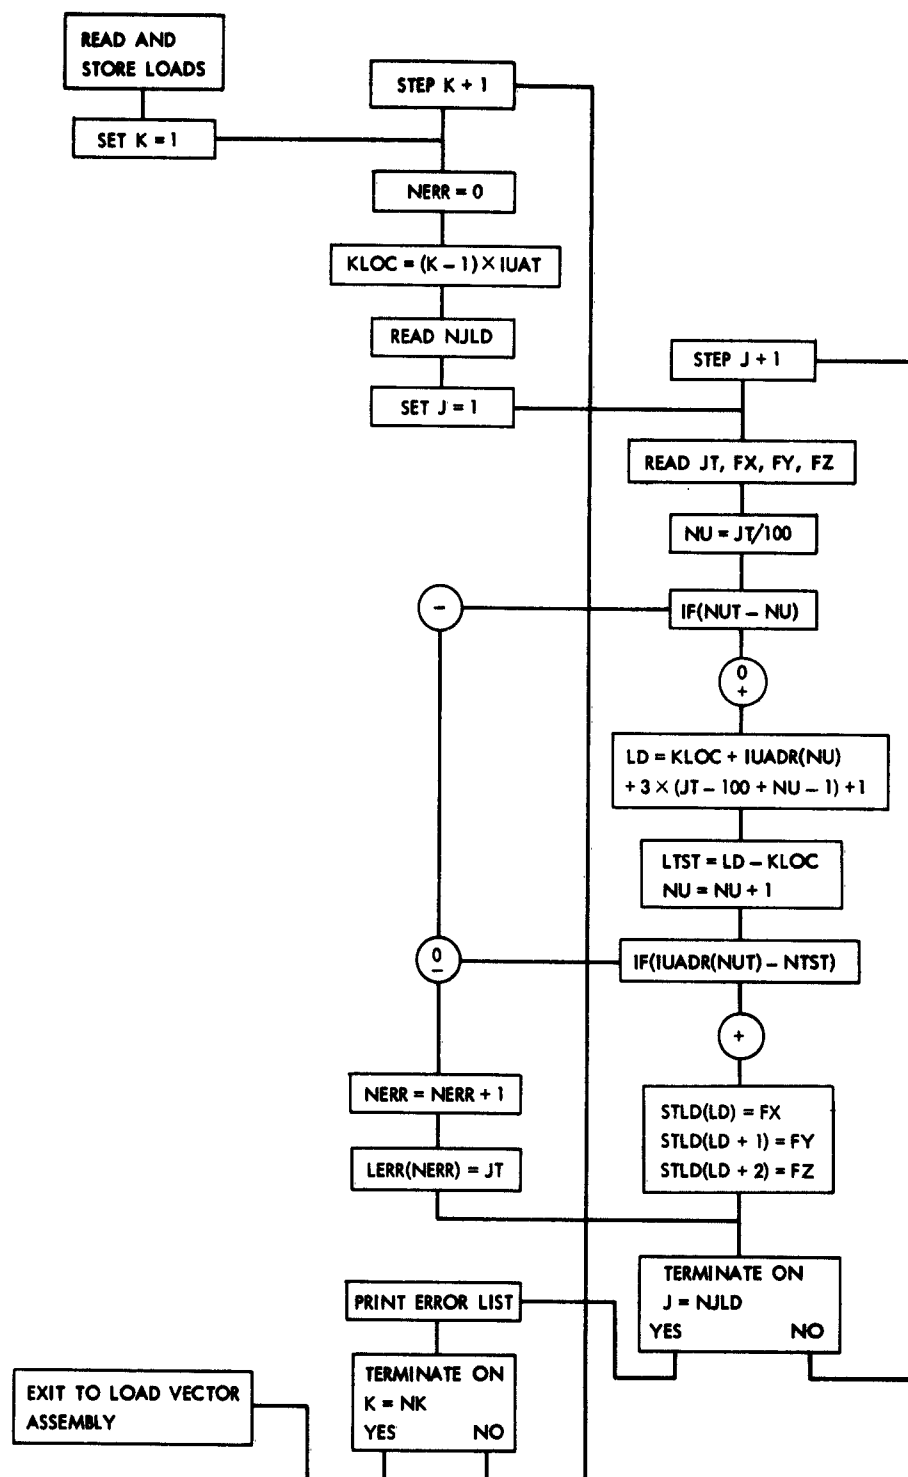 READ AND
STORE LOADS
SET K = 1
STEP K + 1
NERR = 0
KLOC = (K – 1) × IUAT
READ NJLD
SET J = 1
STEP J + 1
READ JT, FX, FY, FZ
NU = JT/100
IF(NUT – NU)
–
0
+
LD = KLOC + IUADR(NU)
+ 3 × (JT – 100 + NU – 1) + 1
LTST = LD – KLOC
NU = NU + 1
IF(IUADR(NUT) – NTST)
0
–
+
NERR = NERR + 1
LERR(NERR) = JT
STLD(LD) = FX
STLD(LD + 1) = FY
STLD(LD + 2) = FZ
TERMINATE ON
J = NJLD
YES NO
PRINT ERROR LIST
TERMINATE ON
K = NK
YES NO
EXIT TO LOAD VECTOR
ASSEMBLY